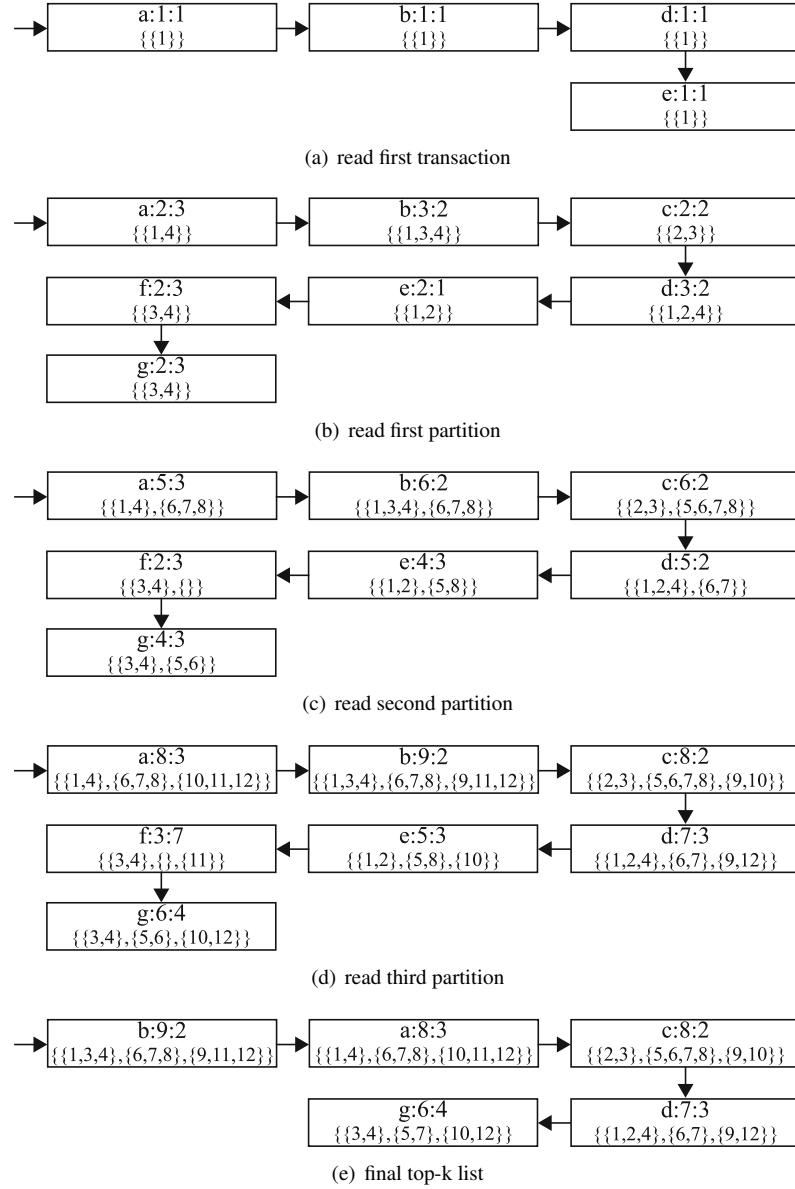 a:1:1
{{1}}
b:1:1
{{1}}
d:1:1
{{1}}
e:1:1
{{1}}
(a) read first transaction
a:2:3
{{1,4}}
b:3:2
{{1,3,4}}
c:2:2
{{2,3}}
f:2:3
{{3,4}}
e:2:1
{{1,2}}
d:3:2
{{1,2,4}}
g:2:3
{{3,4}}
(b) read first partition
a:5:3
{{1,4},{6,7,8}}
b:6:2
{{1,3,4},{6,7,8}}
c:6:2
{{2,3},{5,6,7,8}}
f:2:3
{{3,4},{}}
e:4:3
{{1,2},{5,8}}
d:5:2
{{1,2,4},{6,7}}
g:4:3
{{3,4},{5,6}}
(c) read second partition
a:8:3
{{1,4},{6,7,8},{10,11,12}}
b:9:2
{{1,3,4},{6,7,8},{9,11,12}}
c:8:2
{{2,3},{5,6,7,8},{9,10}}
f:3:7
{{3,4},{},{11}}
e:5:3
{{1,2},{5,8},{10}}
d:7:3
{{1,2,4},{6,7},{9,12}}
g:6:4
{{3,4},{5,6},{10,12}}
(d) read third partition
b:9:2
{{1,3,4},{6,7,8},{9,11,12}}
a:8:3
{{1,4},{6,7,8},{10,11,12}}
c:8:2
{{2,3},{5,6,7,8},{9,10}}
g:6:4
{{3,4},{5,7},{10,12}}
d:7:3
{{1,2,4},{6,7},{9,12}}
(e) final top-k list